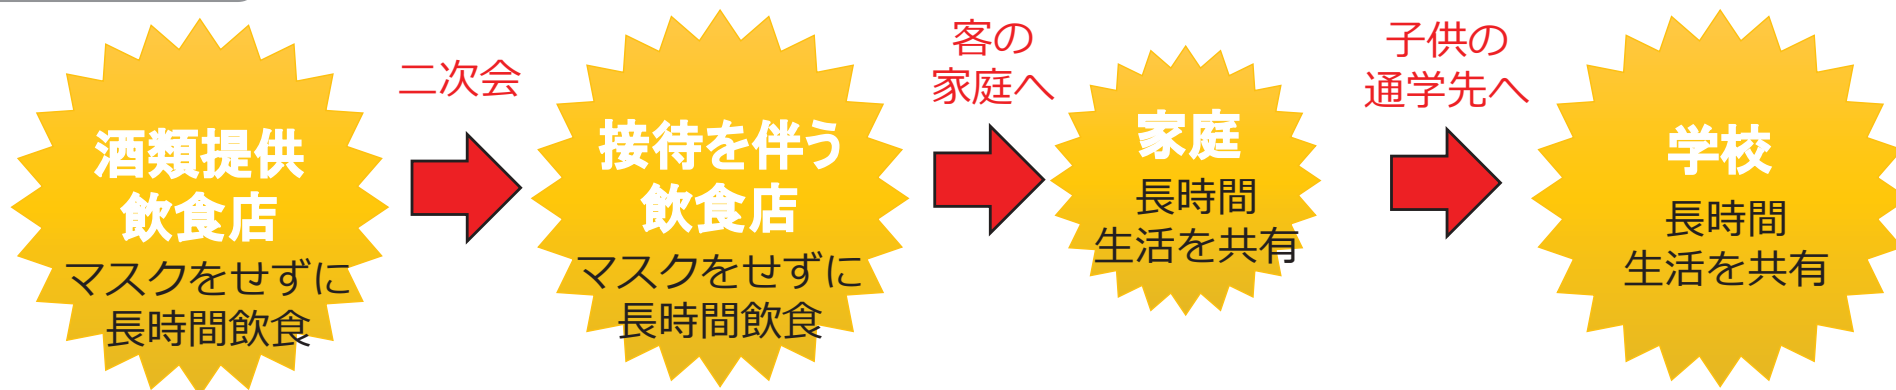 酒類提供
飲食店
マスクをせずに
長時間飲食
二次会
接待を伴う
飲食店
マスクをせずに
長時間飲食
客の
家庭へ
家庭
長時間
生活を共有
子供の
通学先へ
学校
長時間
生活を共有